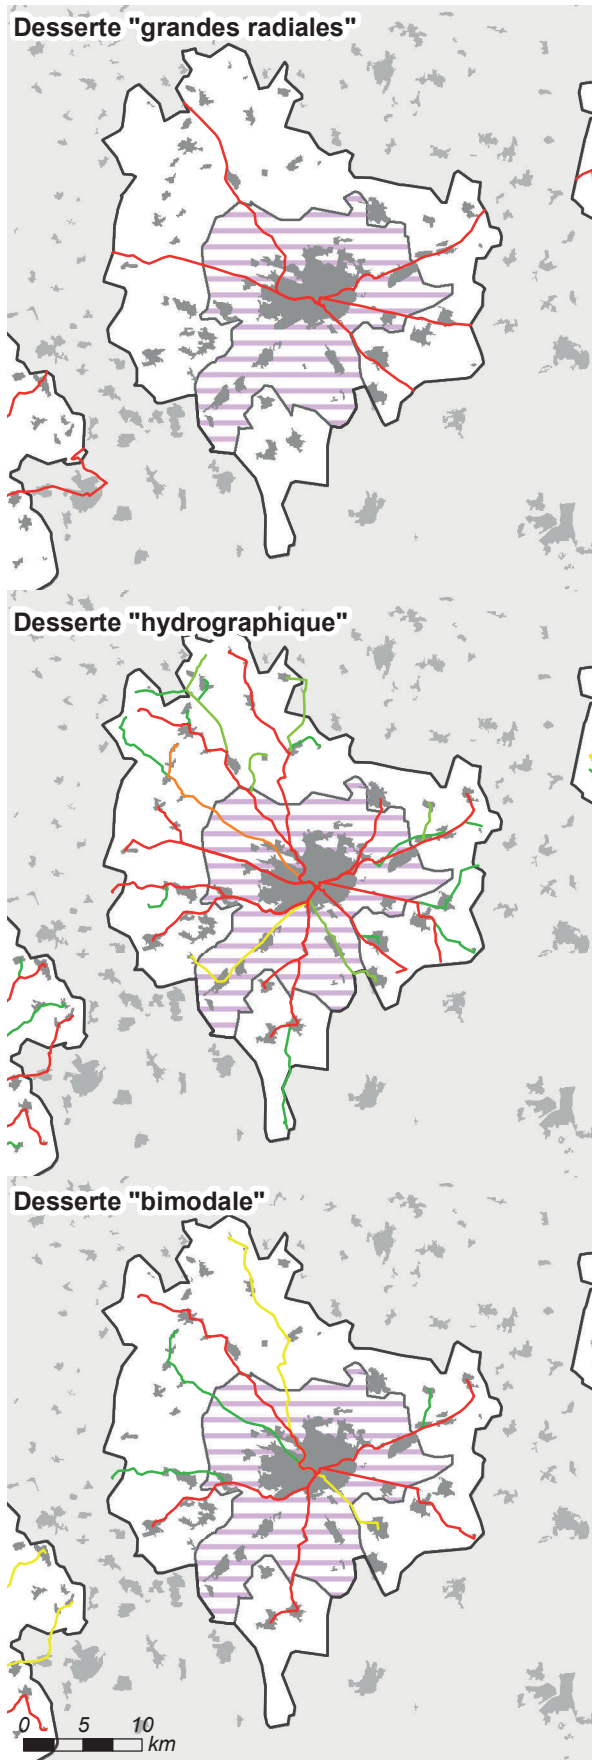 Desserte "grandes radiales"
Desserte "hydrographique"
Desserte "bimodale"
0 5 10
km